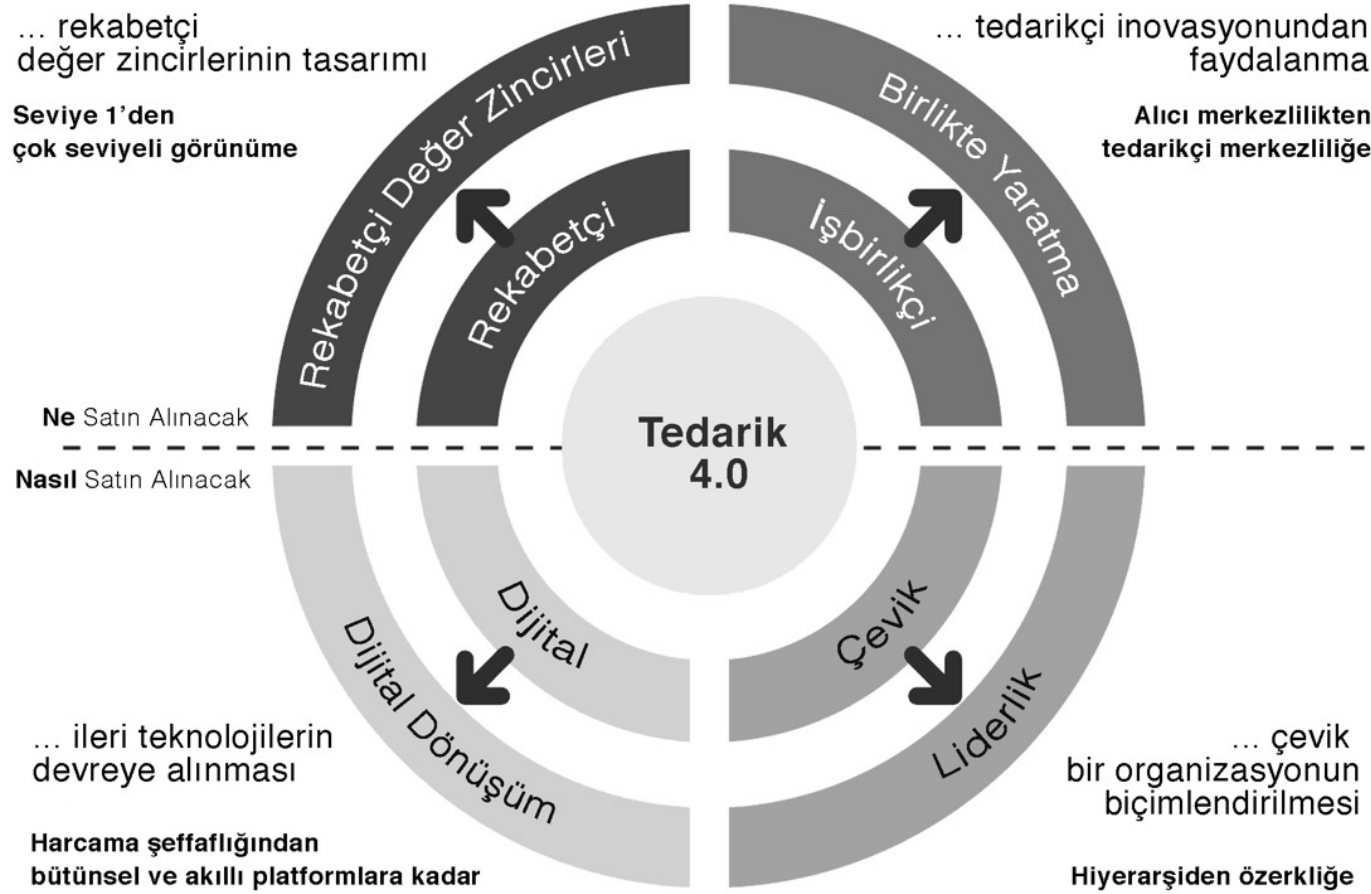 ... rekabetçi
değer zincirlerinin tasarımı
Seviye 1’den
çok seviyeli görünüme
... tedarikçi inovasyonundan
faydalanma
Alıcı merkezlilikten
tedarikçi merkezliliğe
Rekabetçi Değer Zincirleri
Rekabetçi
Birlikte Yaratma
İşbirlikçi
Ne Satın Alınacak
Tedarik
4.0
Nasıl Satın Alınacak
Dijital
Dijital Dönüşüm
Çevik
Liderlik
... ileri teknolojilerin
devreye alınması
Harcama şeffaflığından
bütünsel ve akıllı platformlara kadar
... çevik
bir organizasyonun
biçimlendirilmesi
Hiyerarşiden özerkliğe